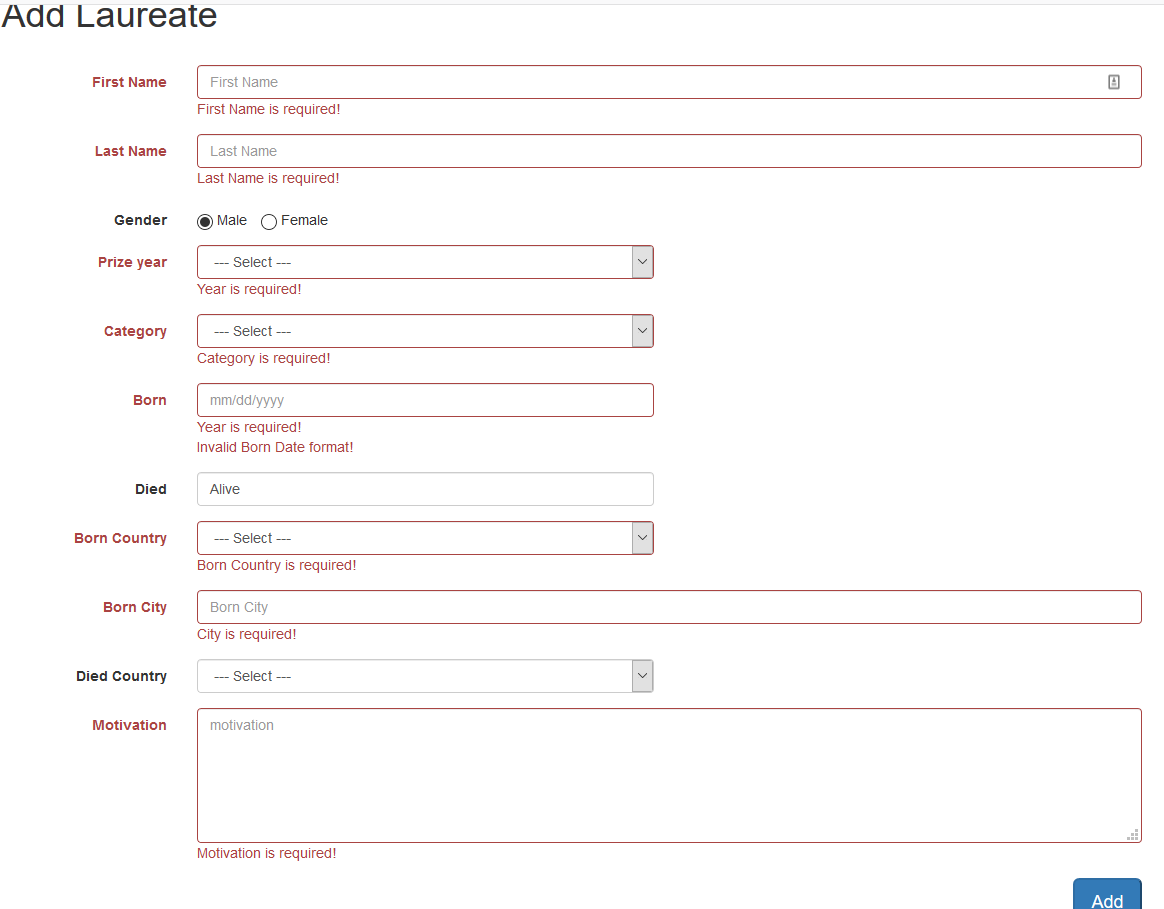 Add Laureate
First Name First Name
First Name is required!
Last Name Last Name
Last Name is required!
Gender Male Female
Prize year --- Select ---
Year is required!
Category --- Select ---
Category is required!
Born mm/dd/yyyy
Year is required!
Invalid Born Date format!
Died Alive
Born Country --- Select ---
Born Country is required!
Born City Born City
City is required!
Died Country --- Select ---
Motivation motivation
Motivation is required!
Add